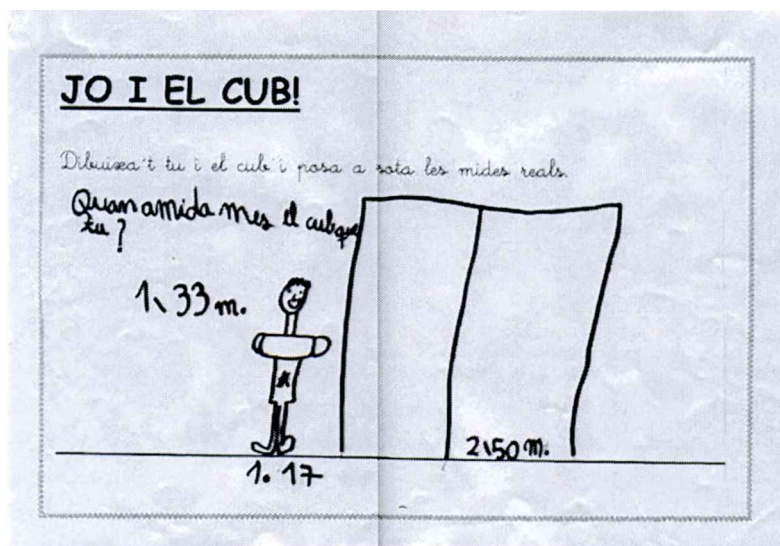 JO I EL CUB!
Dibuixa't tu i el cub i posa a sota les mides reals.
Quan amida mes el cub que
tu?
1,33 m.
2,50 m.
1. 17